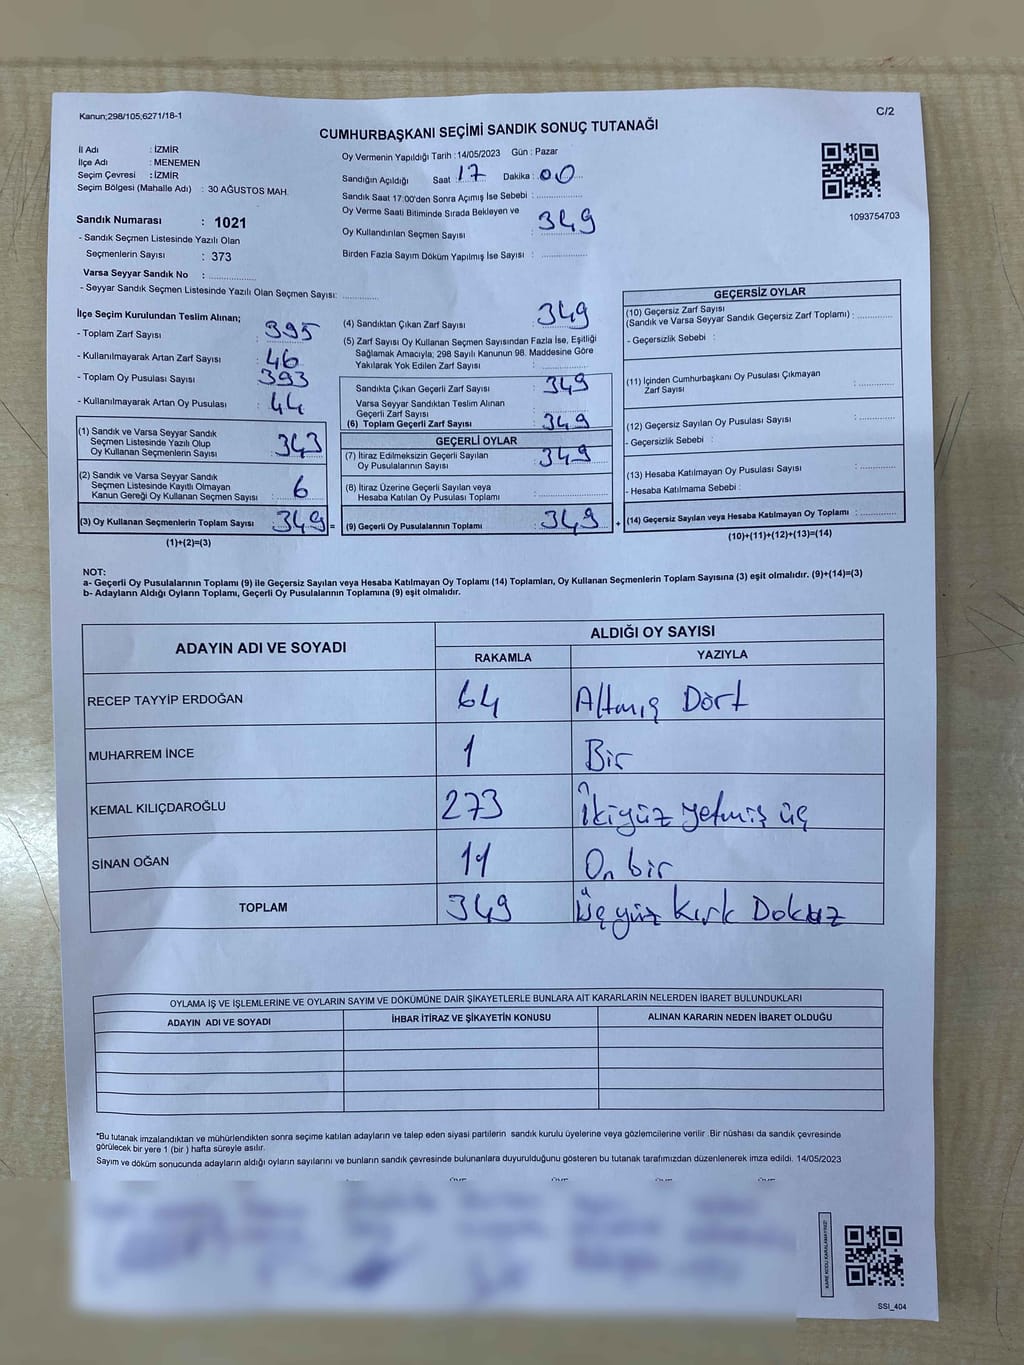 Kanun;298/105;6271/18-1
C/2
CUMHURBAŞKANI SEÇİMİ SANDIK SONUÇ TUTANAĞI
İl Adı : İZMİR
İlçe Adı : MENEMEN
Seçim Çevresi : İZMİR
Seçim Bölgesi (Mahalle Adı) : 30 AĞUSTOS MAH.
Sandık Numarası : 1021
- Sandık Seçmen Listesinde Yazılı Olan
Seçmenlerin Sayısı : 373
Varsa Seyyar Sandık No : ............
- Seyyar Sandık Seçmen Listesinde Yazılı Olan Seçmen Sayısı: ............
Oy Vermenin Yapıldığı Tarih : 14/05/2023 Gün : Pazar
Sandığın Açıldığı Saat : 17 Dakika : 00
Sandık Saat 17:00'den Sonra Açımış İse Sebebi : ............
Oy Verme Saati Bitiminde Sırada Bekleyen ve
Oy Kullandırılan Seçmen Sayısı : 349
Birden Fazla Sayım Döküm Yapılmış İse Sayısı : ............
1093754703
İlçe Seçim Kurulundan Teslim Alınan;
- Toplam Zarf Sayısı : 395
- Kullanılmayarak Artan Zarf Sayısı : 46
- Toplam Oy Pusulası Sayısı : 393
- Kullanılmayarak Artan Oy Pusulası : 44
(1) Sandık ve Varsa Seyyar Sandık
Seçmen Listesinde Yazılı Olup
Oy Kullanan Seçmenlerin Sayısı : 343
(2) Sandık ve Varsa Seyyar Sandık
Seçmen Listesinde Kayıtlı Olmayan
Kanun Gereği Oy Kullanan Seçmen Sayısı : 6
(3) Oy Kullanan Seçmenlerin Toplam Sayısı : 349 =
(1)+(2)=(3)
(4) Sandıktan Çıkan Zarf Sayısı : 349
(5) Zarf Sayısı Oy Kullanan Seçmen Sayısından Fazla İse, Eşitliği
Sağlamak Amacıyla; 298 Sayılı Kanunun 98. Maddesine Göre
Yakılarak Yok Edilen Zarf Sayısı : ............
Sandıkta Çıkan Geçerli Zarf Sayısı : 349
Varsa Seyyar Sandıktan Teslim Alınan
Geçerli Zarf Sayısı : ............
(6) Toplam Geçerli Zarf Sayısı : 349
GEÇERLİ OYLAR
(7) İtiraz Edilmeksizin Geçerli Sayılan
Oy Pusulalarının Sayısı : 349
(8) İtiraz Üzerine Geçerli Sayılan veya
Hesaba Katılan Oy Pusulası Toplamı : ............
(9) Geçerli Oy Pusulalarının Toplamı : 349 +
GEÇERSİZ OYLAR
(10) Geçersiz Zarf Sayısı
(Sandık ve Varsa Seyyar Sandık Geçersiz Zarf Toplamı) : ............
- Geçersizlik Sebebi :
(11) İçinden Cumhurbaşkanı Oy Pusulası Çıkmayan
Zarf Sayısı : ............
(12) Geçersiz Sayılan Oy Pusulası Sayısı : ............
- Geçersizlik Sebebi :
(13) Hesaba Katılmayan Oy Pusulası Sayısı : ............
- Hesaba Katılmama Sebebi :
(14) Geçersiz Sayılan veya Hesaba Katılmayan Oy Toplamı : ............
(10)+(11)+(12)+(13)=(14)
NOT:
a- Geçerli Oy Pusulalarının Toplamı (9) ile Geçersiz Sayılan veya Hesaba Katılmayan Oy Toplamı (14) Toplamları, Oy Kullanan Seçmenlerin Toplam Sayısına (3) eşit olmalıdır. (9)+(14)=(3)
b- Adayların Aldığı Oyların Toplamı, Geçerli Oy Pusulalarının Toplamına (9) eşit olmalıdır.
ADAYIN ADI VE SOYADI ALDIĞI OY SAYISI
RAKAMLA YAZIYLA
RECEP TAYYİP ERDOĞAN 64 Altmış Dört
MUHARREM İNCE 1 Bir
KEMAL KILIÇDAROĞLU 273 İkiyüz yetmiş üç
SİNAN OĞAN 11 On bir
TOPLAM 349 Üç yüz Kırk Dokuz
OYLAMA İŞ VE İŞLEMLERİNE VE OYLARIN SAYIM VE DÖKÜMÜNE DAİR ŞİKAYETLERLE BUNLARA AİT KARARLARIN NELERDEN İBARET BULUNDUKLARI
ADAYIN ADI VE SOYADI İHBAR İTİRAZ VE ŞİKAYETİN KONUSU ALINAN KARARIN NEDEN İBARET OLDUĞU
*Bu tutanak imzalandıktan ve mühürlendikten sonra seçime katılan adayların ve talep eden siyasi partilerin sandık kurulu üyelerine veya gözlemcilerine verilir .Bir nüshası da sandık çevresinde
görülecek bir yere 1 (bir ) hafta süreyle asılır.
Sayım ve döküm sonucunda adayların aldığı oyların sayılarını ve bunların sandık çevresinde bulunanlara duyurulduğunu gösteren bu tutanak tarafımızdan düzenlenerek imza edildi. 14/05/2023
KARE KODU KARALAMAYINIZ!
SSI_404